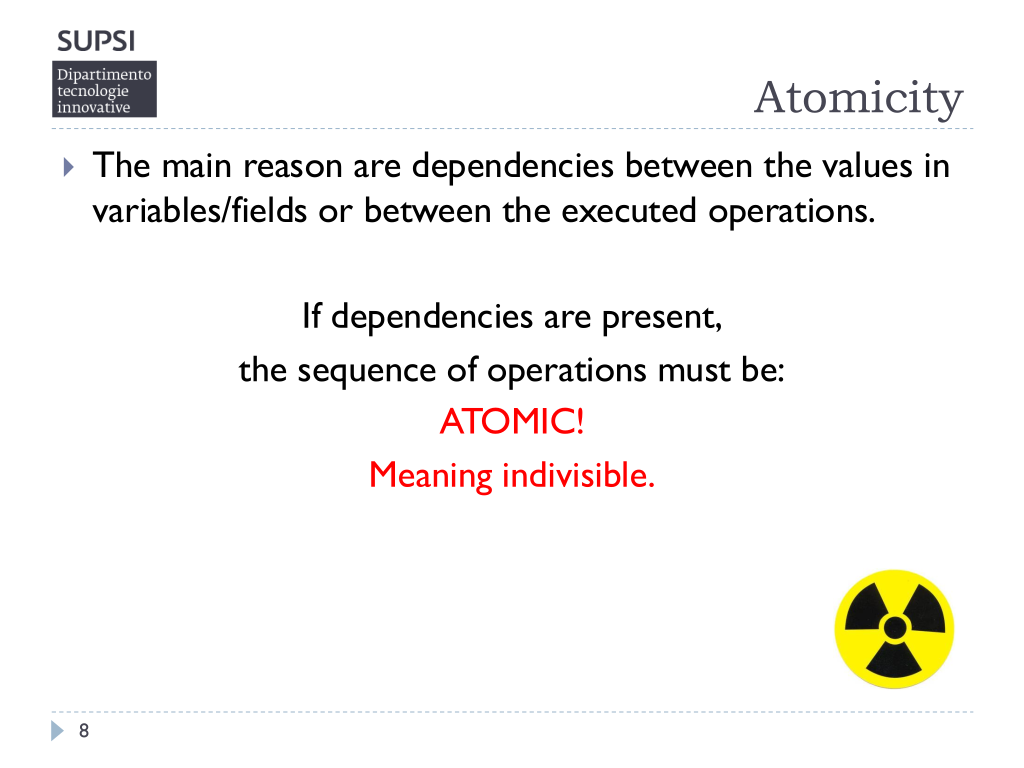 SUPSI
Dipartimento
tecnologie
innovative
Atomicity
The main reason are dependencies between the values in
variables/fields or between the executed operations.
If dependencies are present,
the sequence of operations must be:
ATOMIC!
Meaning indivisible.
8